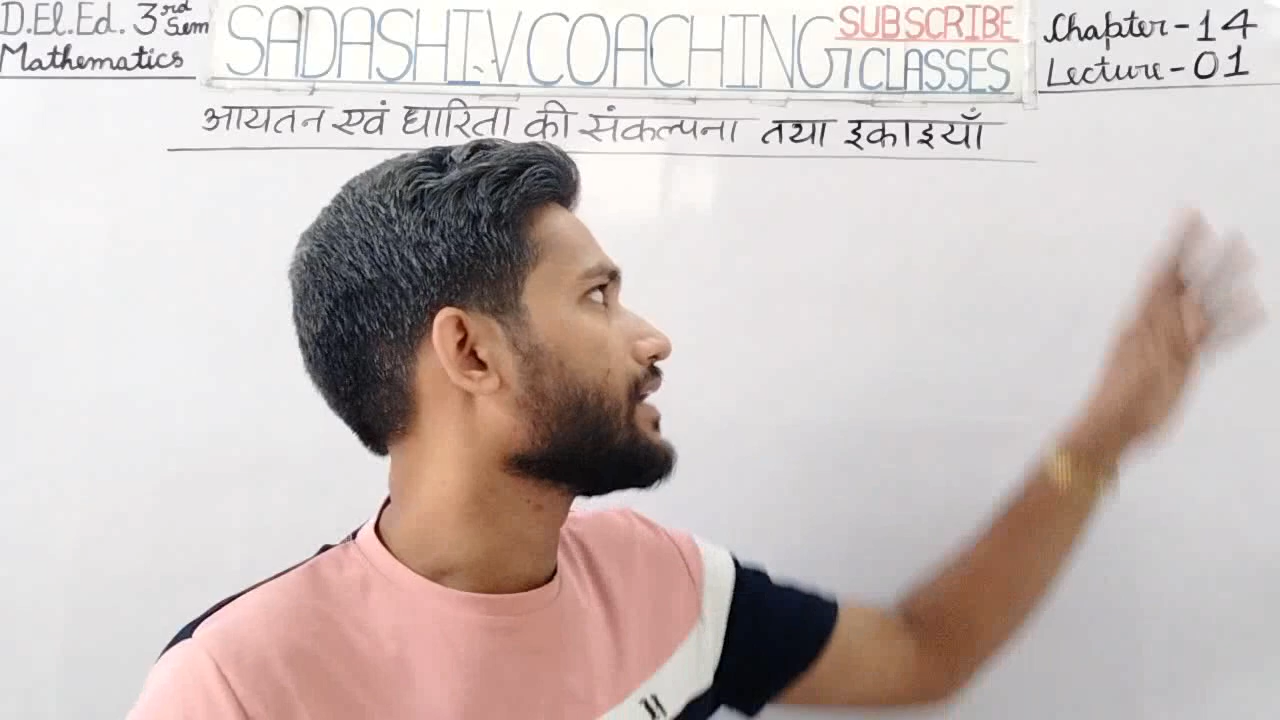 D.El.Ed. 3rd Sem
Mathematics
SADASHIV COACHING CLASSES
SUBSCRIBE
Chapter-14
Lecture-01
आयतन एवं धारिता की संकल्पना तथा इकाइयाँ